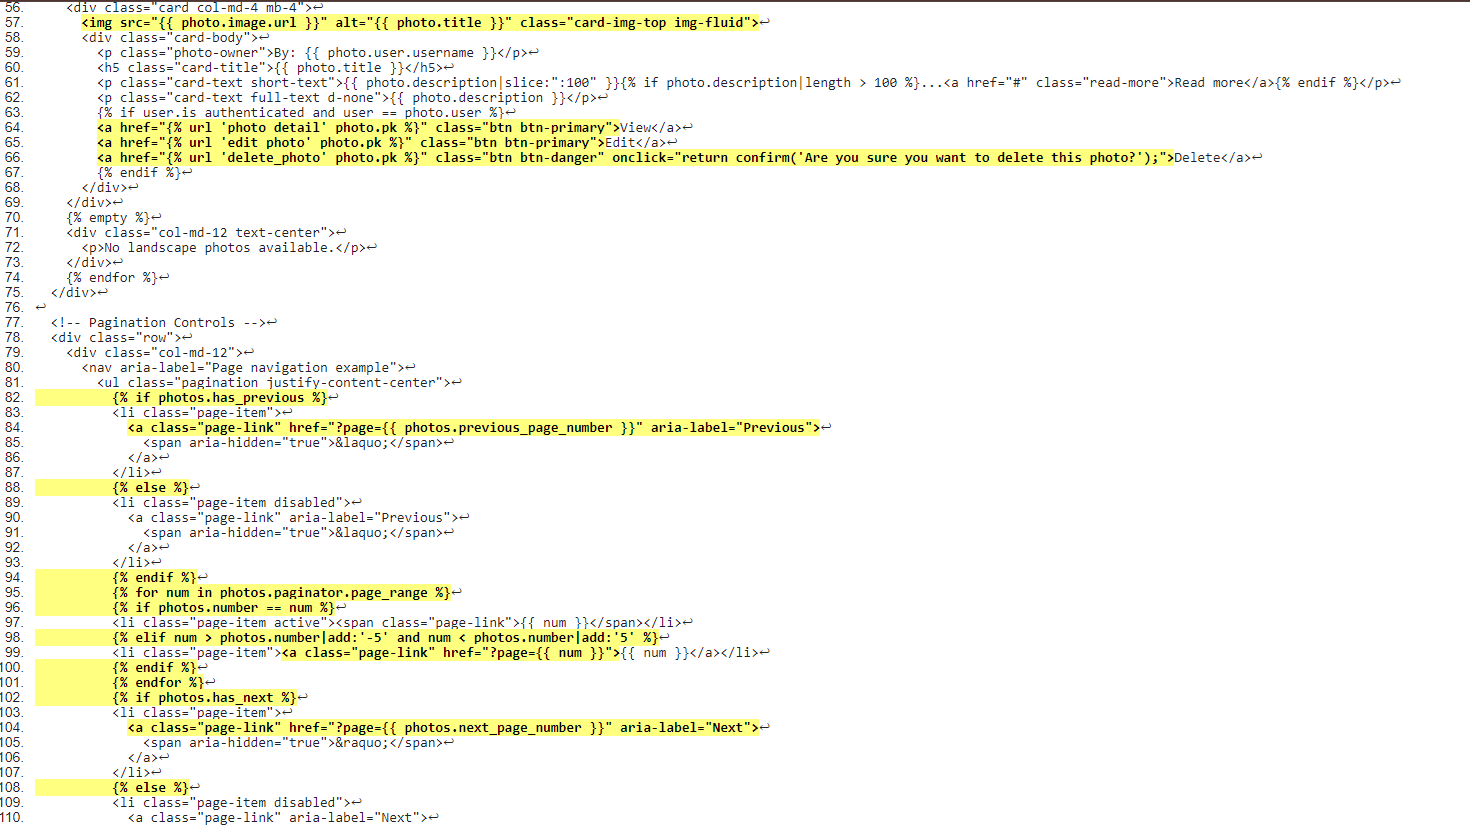 56. <div class="card col-md-4 mb-4">↩
57. <img src="{{ photo.image.url }}" alt="{{ photo.title }}" class="card-img-top img-fluid">↩
58. <div class="card-body">↩
59. <p class="photo-owner">By: {{ photo.user.username }}</p>↩
60. <h5 class="card-title">{{ photo.title }}</h5>↩
61. <p class="card-text short-text">{{ photo.description|slice:":100" }}{% if photo.description|length > 100 %}...<a href="#" class="read-more">Read more</a>{% endif %}</p>↩
62. <p class="card-text full-text d-none">{{ photo.description }}</p>↩
63. {% if user.is authenticated and user == photo.user %}↩
64. <a href="{% url 'photo detail' photo.pk %}" class="btn btn-primary">View</a>↩
65. <a href="{% url 'edit photo' photo.pk %}" class="btn btn-primary">Edit</a>↩
66. <a href="{% url 'delete_photo' photo.pk %}" class="btn btn-danger" onclick="return confirm('Are you sure you want to delete this photo?');">Delete</a>↩
67. {% endif %}↩
68. </div>↩
69. </div>↩
70. {% empty %}↩
71. <div class="col-md-12 text-center">↩
72. <p>No landscape photos available.</p>↩
73. </div>↩
74. {% endfor %}↩
75. </div>↩
76. ↩
77. <!-- Pagination Controls -->↩
78. <div class="row">↩
79. <div class="col-md-12">↩
80. <nav aria-label="Page navigation example">↩
81. <ul class="pagination justify-content-center">↩
82. {% if photos.has_previous %}↩
83. <li class="page-item">↩
84. <a class="page-link" href="?page={{ photos.previous_page_number }}" aria-label="Previous">↩
85. <span aria-hidden="true">&laquo;</span>↩
86. </a>↩
87. </li>↩
88. {% else %}↩
89. <li class="page-item disabled">↩
90. <a class="page-link" aria-label="Previous">↩
91. <span aria-hidden="true">&laquo;</span>↩
92. </a>↩
93. </li>↩
94. {% endif %}↩
95. {% for num in photos.paginator.page_range %}↩
96. {% if photos.number == num %}↩
97. <li class="page-item active"><span class="page-link">{{ num }}</span></li>↩
98. {% elif num > photos.number|add:'-5' and num < photos.number|add:'5' %}↩
99. <li class="page-item"><a class="page-link" href="?page={{ num }}">{{ num }}</a></li>↩
100. {% endif %}↩
101. {% endfor %}↩
102. {% if photos.has_next %}↩
103. <li class="page-item">↩
104. <a class="page-link" href="?page={{ photos.next_page_number }}" aria-label="Next">↩
105. <span aria-hidden="true">&raquo;</span>↩
106. </a>↩
107. </li>↩
108. {% else %}↩
109. <li class="page-item disabled">↩
110. <a class="page-link" aria-label="Next">↩